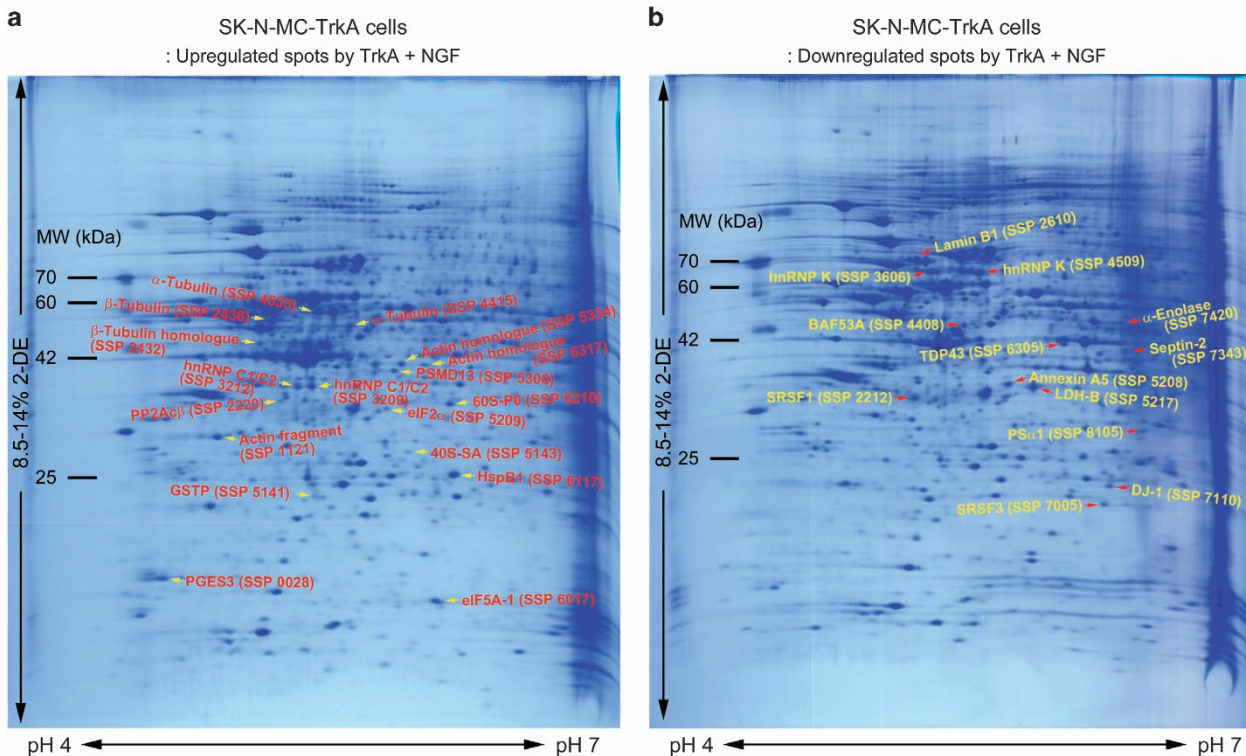 a
SK-N-MC-TrkA cells
: Upregulated spots by TrkA + NGF
8.5-14% 2-DE
MW (kDa)
70
60
42
25
α-Tubulin (SSP 4535)
β-Tubulin (SSP 2436)
β-Tubulin homologue
(SSP 2432)
α-Tubulin (SSP 4415)
Actin homologue (SSP 5334)
Actin homologue
(SSP 6317)
PSMD13 (SSP 5308)
hnRNP C1/C2
(SSP 3212)
hnRNP C1/C2
(SSP 3209)
PP2Acβ (SSP 2220)
60S-P0 (SSP 6210)
eIF2α (SSP 5209)
Actin fragment
(SSP 1121)
40S-SA (SSP 5143)
HspB1 (SSP 6117)
GSTP (SSP 5141)
PGES3 (SSP 0028)
eIF5A-1 (SSP 6017)
pH 4
pH 7
b
SK-N-MC-TrkA cells
: Downregulated spots by TrkA + NGF
8.5-14% 2-DE
MW (kDa)
70
60
42
25
Lamin B1 (SSP 2610)
hnRNP K (SSP 3606)
hnRNP K (SSP 4509)
BAF53A (SSP 4408)
α-Enolase
(SSP 7420)
TDP43 (SSP 6305)
Septin-2
(SSP 7343)
Annexin A5 (SSP 5208)
SRSF1 (SSP 2212)
LDH-B (SSP 5217)
PSα1 (SSP 8105)
DJ-1 (SSP 7110)
SRSF3 (SSP 7005)
pH 4
pH 7